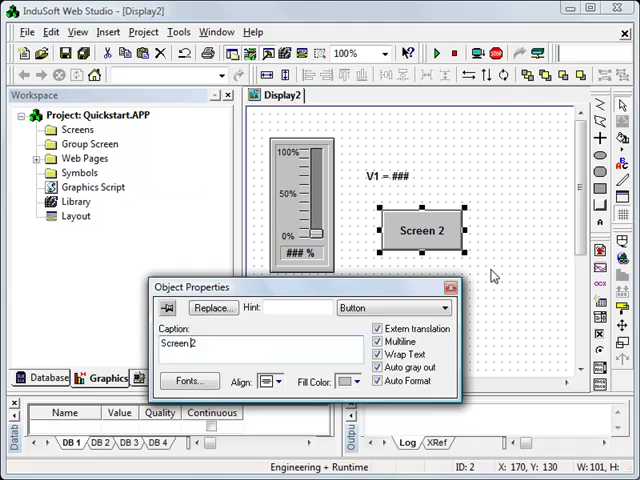 InduSoft Web Studio - [Display2]
File Edit View Insert Project Tools Window Help
100%
Workspace
Display2
Project: Quickstart.APP
Screens
Group Screen
Web Pages
Symbols
Graphics Script
Library
Layout
100%
50%
0%
### %
V1 = ###
Screen 2
Object Properties
Replace... Hint: Button
Caption:
Screen 2
Extern translation
Multiline
Wrap Text
Auto gray out
Auto Format
Fonts... Align: Fill Color:
Database Graphics
Name Value Quality Continuous
Datab
DB 1 DB 2 DB 3 DB 4
Outpu
Log XRef
Engineering + Runtime ID: 2 X: 170, Y: 130 W: 101, H: